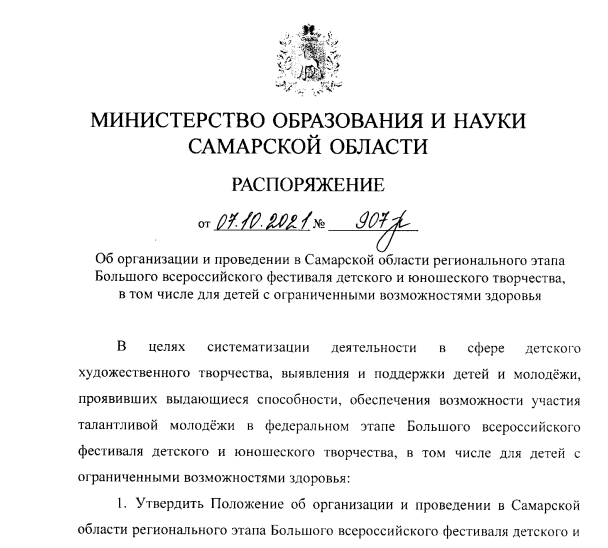 МИНИСТЕРСТВО ОБРАЗОВАНИЯ И НАУКИ
САМАРСКОЙ ОБЛАСТИ
РАСПОРЯЖЕНИЕ
от 07.10.2021 № 907-р
Об организации и проведении в Самарской области регионального этапа
Большого всероссийского фестиваля детского и юношеского творчества,
в том числе для детей с ограниченными возможностями здоровья
В целях систематизации деятельности в сфере детского
художественного творчества, выявления и поддержки детей и молодёжи,
проявивших выдающиеся способности, обеспечения возможности участия
талантливой молодёжи в федеральном этапе Большого всероссийского
фестиваля детского и юношеского творчества, в том числе для детей с
ограниченными возможностями здоровья:
1. Утвердить Положение об организации и проведении в Самарской
области регионального этапа Большого всероссийского фестиваля детского и